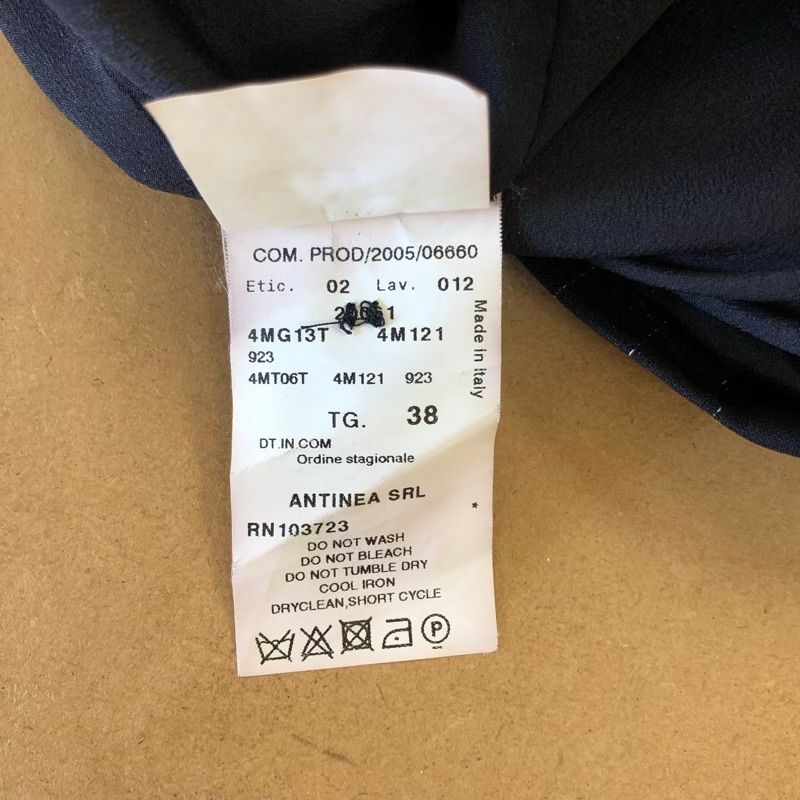 COM. PROD/2005/06660
Etic. 02 Lav. 012
4MG13T 4M121
923
4MT06T 4M121 923
TG. 38
DT.IN.COM
Ordine stagionale
ANTINEA SRL
*
RN103723
DO NOT WASH
DO NOT BLEACH
DO NOT TUMBLE DRY
COOL IRON
DRYCLEAN,SHORT CYCLE
P
Made in italy